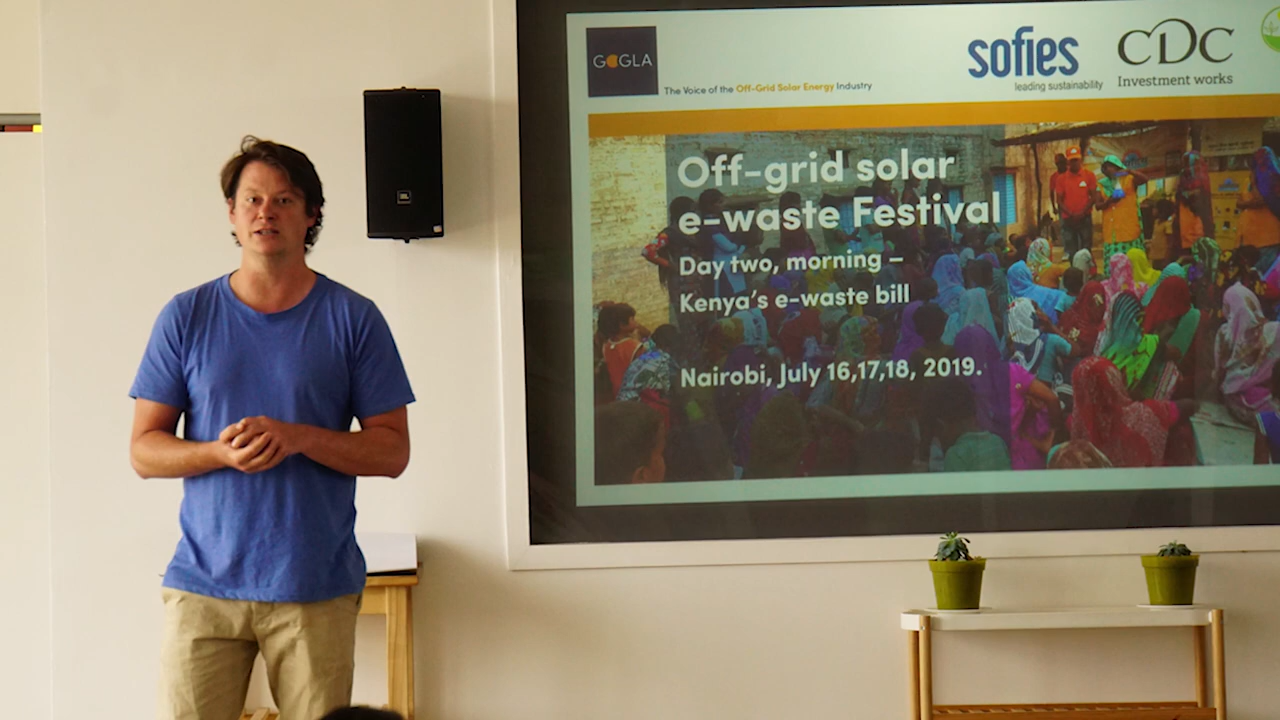 GOGLA
The Voice of the Off-Grid Solar Energy Industry
sofies
leading sustainability
CDC
Investment works
Off-grid solar
e-waste Festival
Day two, morning –
Kenya's e-waste bill
Nairobi, July 16,17,18, 2019.
JBL